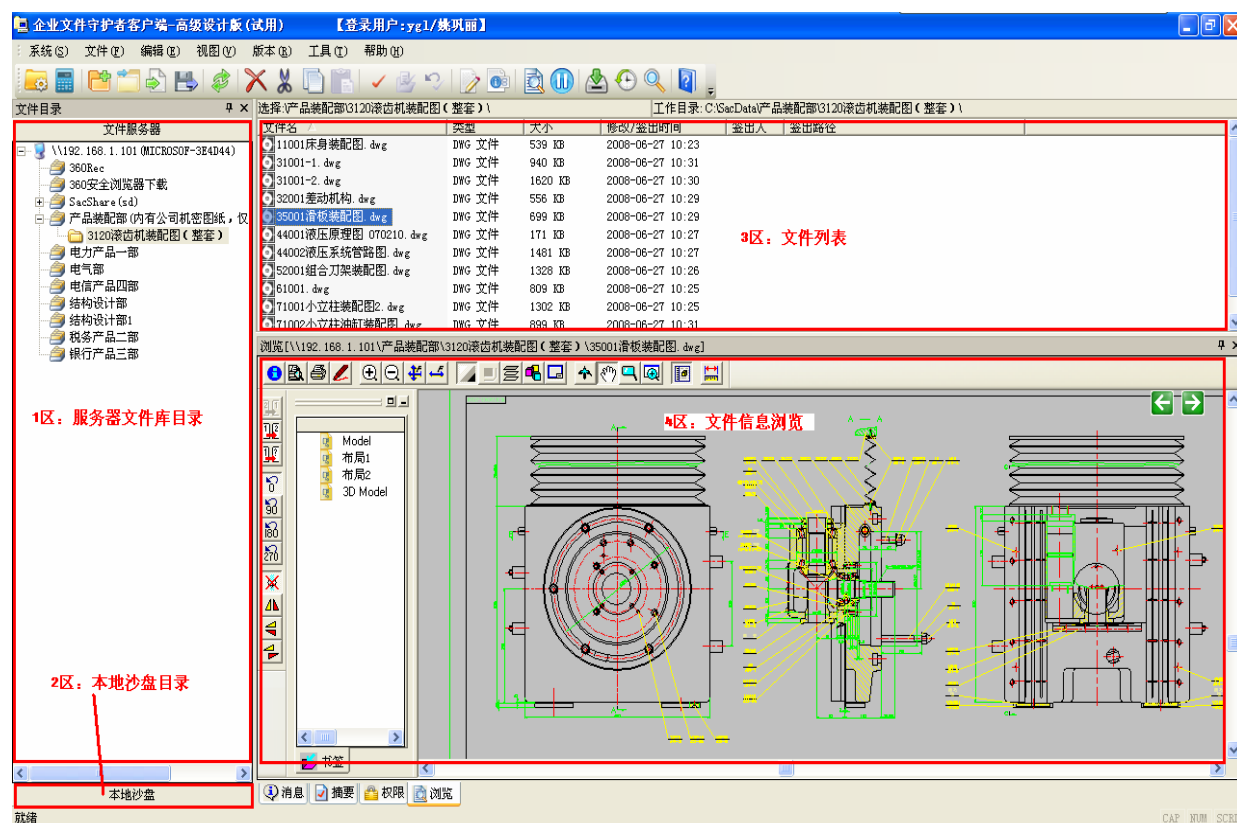 企业文件守护者客户端-高级设计版(试用) 【登录用户:ygl/姚巩丽】
系统(S) 文件(F) 编辑(E) 视图(V) 版本(R) 工具(T) 帮助(H)
文件目录
选择:\产品装配部\3120滚齿机装配图(整套)\ 工作目录: C:\SacData\产品装配部\3120滚齿机装配图(整套)\
文件服务器
\\192.168.1.101(MICROSOF-3E4D44)
360Rec
360安全浏览器下载
SacShare(sd)
产品装配部(内有公司机密图纸,仅
3120滚齿机装配图(整套)
电力产品一部
电气部
电信产品四部
结构设计部
结构设计部1
税务产品二部
银行产品三部
1区:服务器文件库目录
2区:本地沙盘目录
本地沙盘
就绪
文件名 类型 大小 修改/签出时间 签出人 签出路径
11001床身装配图.dwg DWG 文件 539 KB 2008-06-27 10:23
31001-1.dwg DWG 文件 940 KB 2008-06-27 10:31
31001-2.dwg DWG 文件 1620 KB 2008-06-27 10:30
32001差动机构.dwg DWG 文件 556 KB 2008-06-27 10:29
35001滑板装配图.dwg DWG 文件 699 KB 2008-06-27 10:29
44001液压原理图 070210.dwg DWG 文件 171 KB 2008-06-27 10:27
44002液压系统管路图.dwg DWG 文件 1481 KB 2008-06-27 10:27
52001组合刀架装配图.dwg DWG 文件 1328 KB 2008-06-27 10:26
61001.dwg DWG 文件 809 KB 2008-06-27 10:25
71001小立柱装配图2.dwg DWG 文件 1302 KB 2008-06-27 10:25
71002小立柱油缸装配图.dwg DWG 文件 899 KB 2008-06-27 10:31
3区:文件列表
浏览[\\192.168.1.101\产品装配部\3120滚齿机装配图(整套)\35001滑板装配图.dwg]
4区:文件信息浏览
0
90
180
270
Model
布局1
布局2
3D Model
书签
A — A
消息 摘要 权限 浏览
CAP NUM SCRL